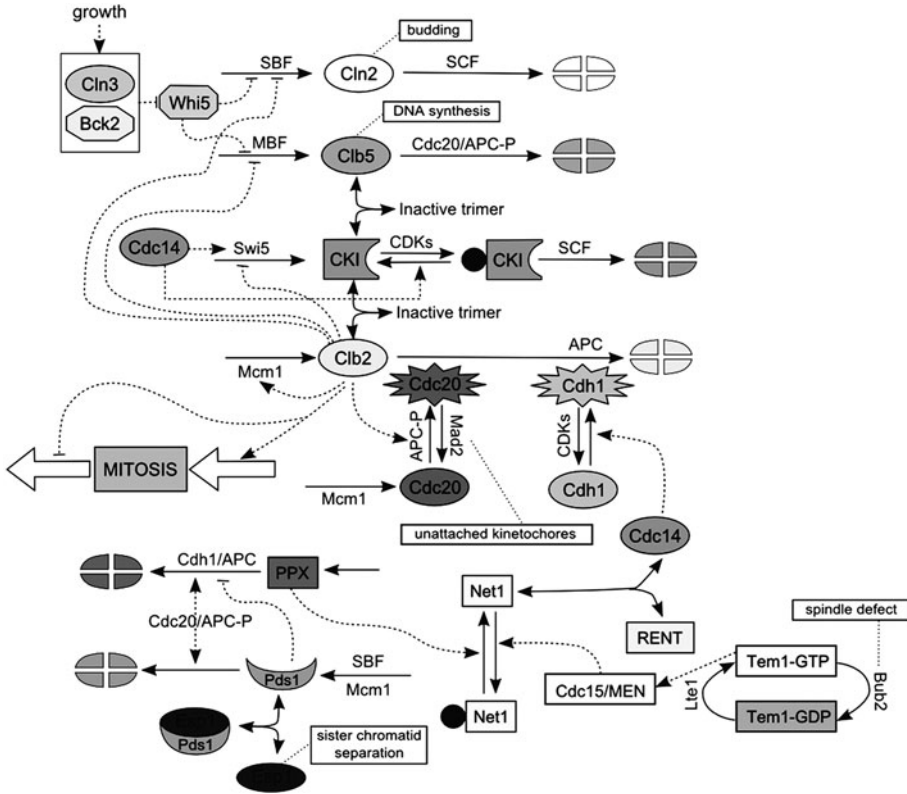 growth
budding
SBF
SCF
Cln3
Cln2
Whi5
Bck2
DNA synthesis
MBF
Cdc20/APC-P
Clb5
Inactive trimer
Cdc14
Swi5
CKI
CDKs
CKI
SCF
Inactive trimer
Clb2
APC
Mcm1
Cdc20
Cdh1
APC-P
Mad2
CDKs
MITOSIS
Mcm1
Cdc20
Cdh1
unattached kinetochores
Cdc14
Cdh1/APC
PPX
Net1
spindle defect
Cdc20/APC-P
RENT
SBF
Mcm1
Pds1
Cdc15/MEN
Lte1
Tem1-GTP
Bub2
Net1
Tem1-GDP
Pds1
sister chromatid
separation